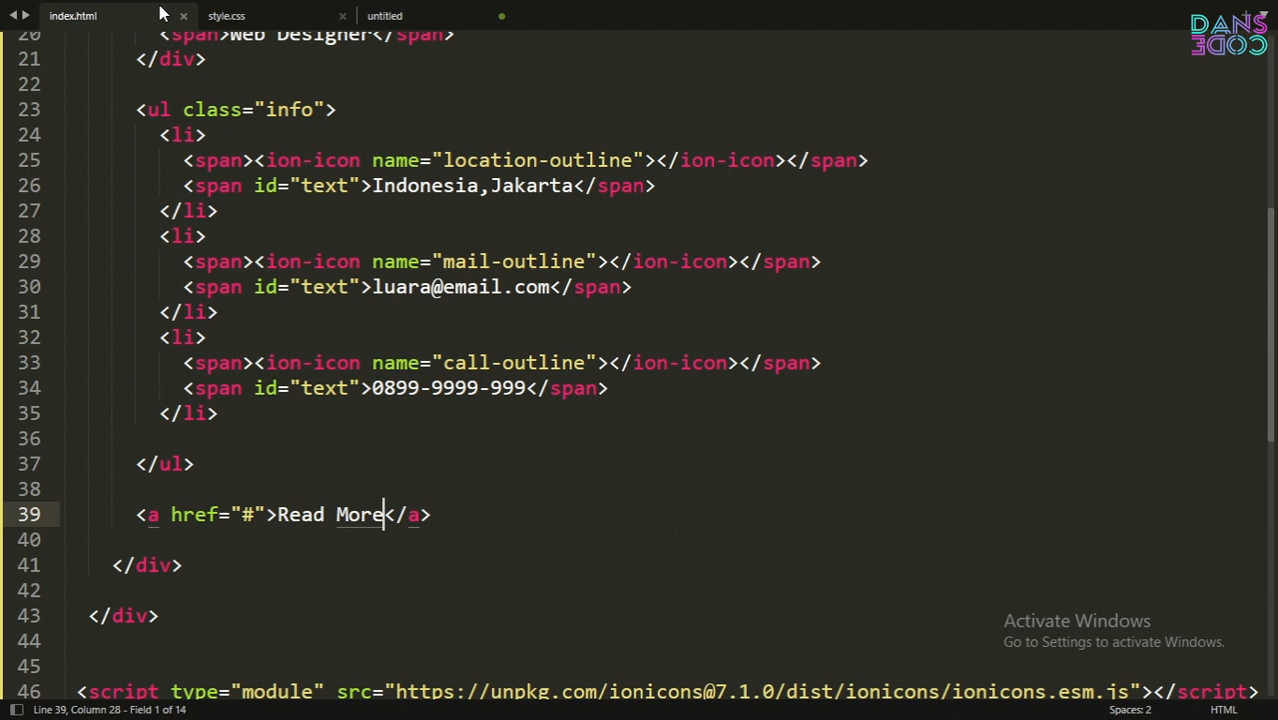 index.html × style.css × untitled
DANS
CODE
20 <span>Web Designer</span>
21 </div>
22
23 <ul class="info">
24 <li>
25 <span><ion-icon name="location-outline"></ion-icon></span>
26 <span id="text">Indonesia,Jakarta</span>
27 </li>
28 <li>
29 <span><ion-icon name="mail-outline"></ion-icon></span>
30 <span id="text">luara@email.com</span>
31 </li>
32 <li>
33 <span><ion-icon name="call-outline"></ion-icon></span>
34 <span id="text">0899-9999-999</span>
35 </li>
36
37 </ul>
38
39 <a href="#">Read More</a>
40
41 </div>
42
43 </div>
44
45
46 <script type="module" src="https://unpkg.com/ionicons@7.1.0/dist/ionicons/ionicons.esm.js"></script>
Activate Windows
Go to Settings to activate Windows.
Line 39, Column 28 - Field 1 of 14 Spaces: 2 HTML